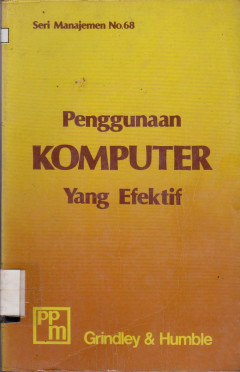 Seri Manajemen No.68
Penggunaan
KOMPUTER
Yang Efektif
PPm
Grindley & Humble